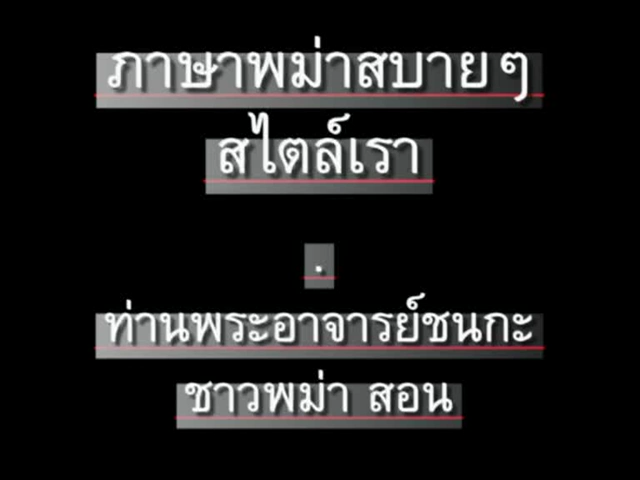 ภาษาพม่าสบายๆ
สไตล์เรา
.
ท่านพระอาจารย์ชนกะ
ชาวพม่า สอน